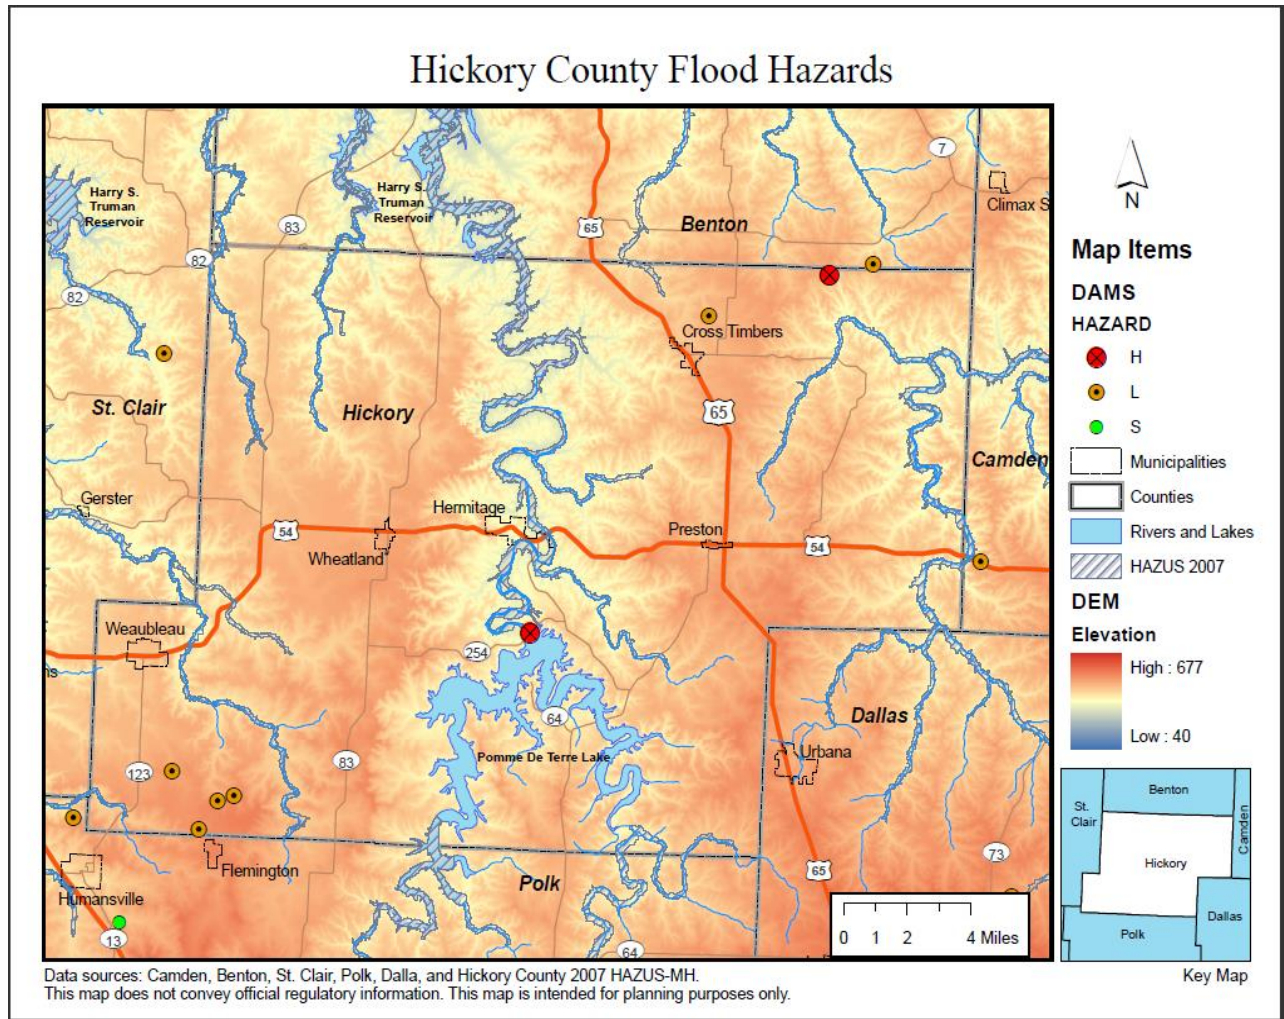 Hickory County Flood Hazards
7
Harry S.
Truman
Reservoir
Harry S.
Truman
Reservoir
Climax S
83
65
Benton
82
82
Cross Timbers
St. Clair
Hickory
65
Camden
Gerster
Hermitage
54
Wheatland
Preston
54
Weaubleau
ns
254
64
Dallas
Pomme De Terre Lake
Urbana
123
83
Flemington
65
73
Polk
Humansville
13
64
0 1 2 4 Miles
N
Map Items
DAMS
HAZARD
H
L
S
Municipalities
Counties
Rivers and Lakes
HAZUS 2007
DEM
Elevation
High : 677
Low : 40
Benton
St.
Clair
Camden
Hickory
Dallas
Polk
Key Map
Data sources: Camden, Benton, St. Clair, Polk, Dalla, and Hickory County 2007 HAZUS-MH.
This map does not convey official regulatory information. This map is intended for planning purposes only.